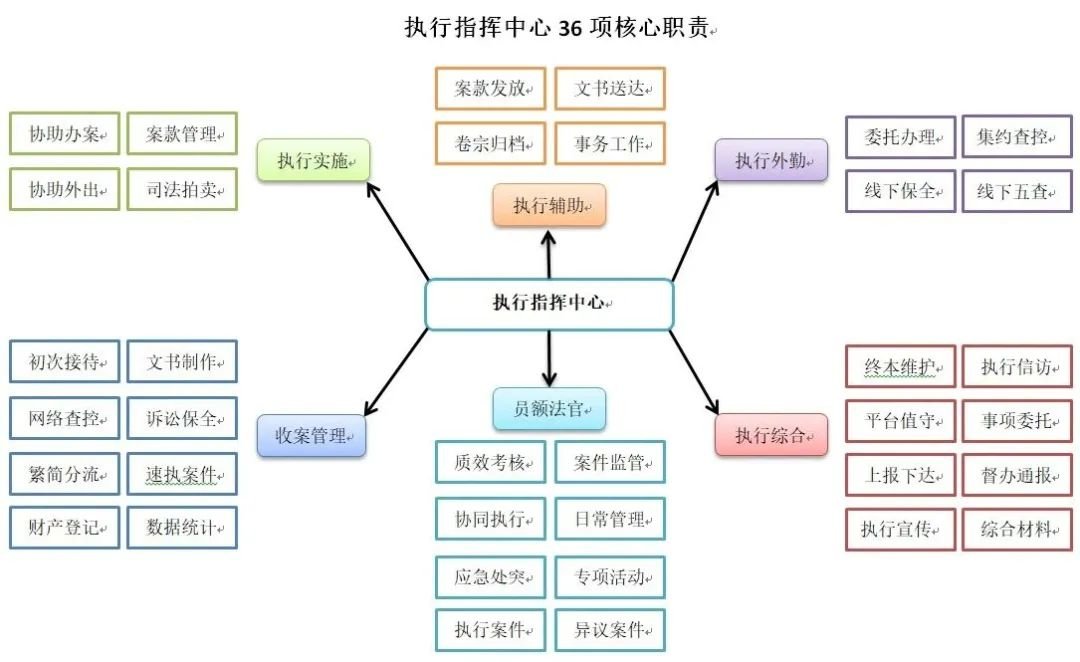 执行指挥中心 36 项核心职责
案款发放 文书送达
卷宗归档 事务工作
执行辅助
协助办案 案款管理
协助外出 司法拍卖
执行实施
执行外勤
委托办理 集约查控
线下保全 线下五查
执行指挥中心
初次接待 文书制作
网络查控 诉讼保全
繁简分流 速执案件
财产登记 数据统计
收案管理
员额法官
质效考核 案件监管
协同执行 日常管理
应急处突 专项活动
执行案件 异议案件
执行综合
终本维护 执行信访
平台值守 事项委托
上报下达 督办通报
执行宣传 综合材料